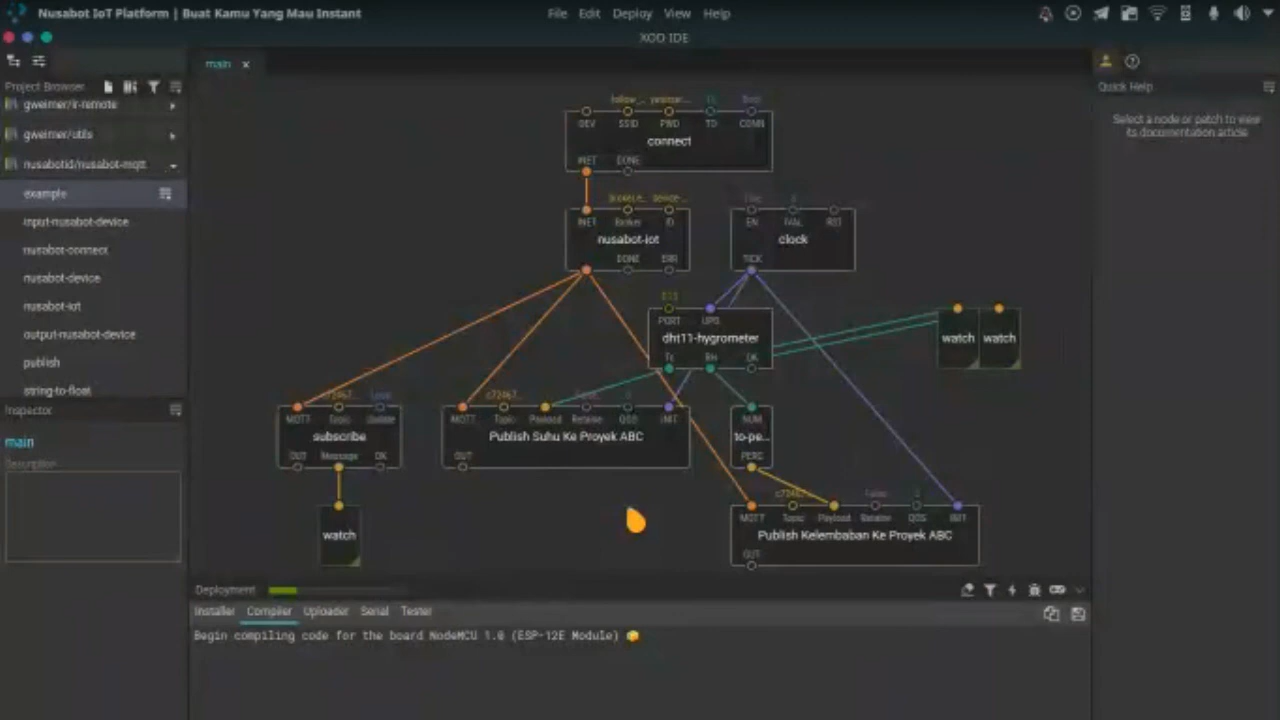 Nusabot IoT Platform | Buat Kamu Yang Mau Instant
File Edit Deploy View Help
XOD IDE
main x
Project Browser
gweimer/ir-remote
gweimer/utils
nusabotid/nusabot-mqtt
example
input-nusabot-device
nusabot-connect
nusabot-device
nusabot-iot
output-nusabot-device
publish
string-to-float
Inspector
main
Description
Quick Help
Select a node or patch to view
its documentation article
DEV SSID PWD TO CONN
connect
INET DONE
INET Broker ID
nusabot-iot
DONE ERR
EN IVAL RST
clock
TICK
PORT UPD
dht11-hygrometer
Tc RH OK
watch watch
MQTT Topic Update
subscribe
OUT Message OK
watch
MQTT Topic Payload Retaine QOS INIT
Publish Suhu Ke Proyek ABC
OUT
NUM
to-pe...
PERC
MQTT Topic Payload Retaine QOS INIT
Publish Kelembaban Ke Proyek ABC
OUT
Deployment
Installer Compiler Uploader Serial Tester
Begin compiling code for the board NodeMCU 1.0 (ESP-12E Module)